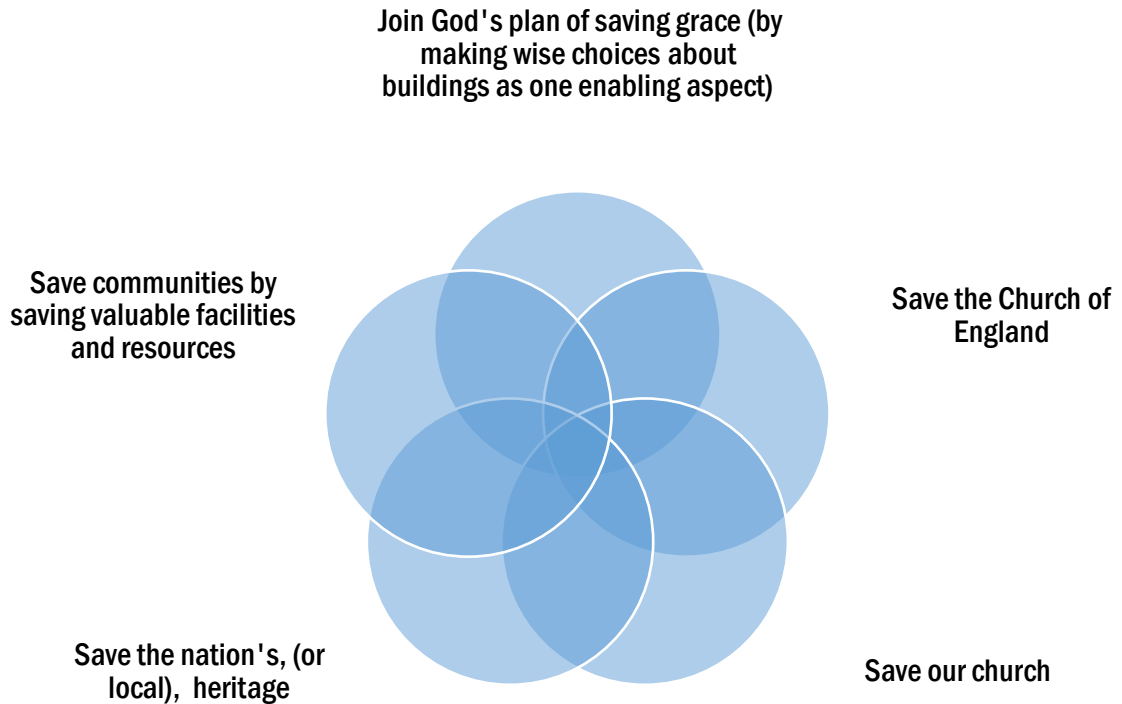 Join God's plan of saving grace (by
making wise choices about
buildings as one enabling aspect)
Save communities by
saving valuable facilities
and resources
Save the Church of
England
Save the nation's, (or
local),  heritage
Save our church